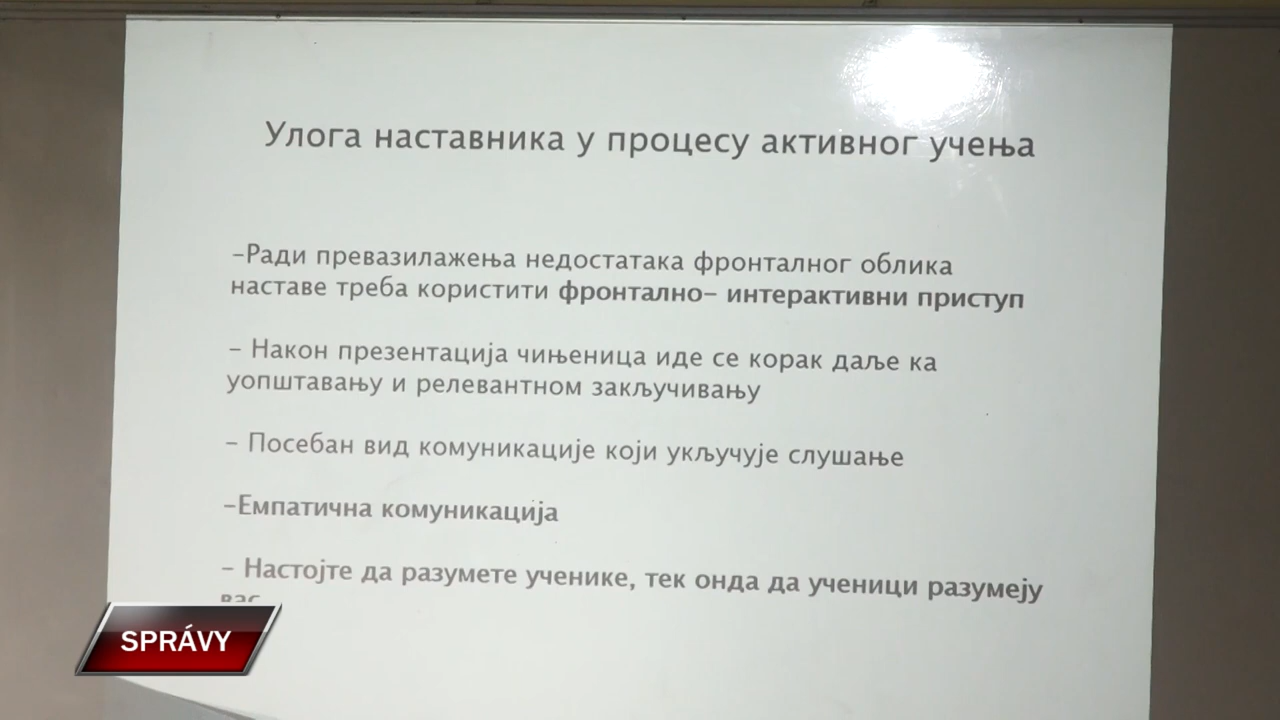 Улога наставника у процесу активног учења
-Ради превазилажења недостатака фронталног облика
наставе треба користити фронтално- интерактивни приступ
- Након презентација чињеница иде се корак даље ка
уопштавању и релевантном закључивању
- Посебан вид комуникације који укључује слушање
-Емпатична комуникација
- Настојте да разумете ученике, тек онда да ученици разумеју
вас
SPRÁVY